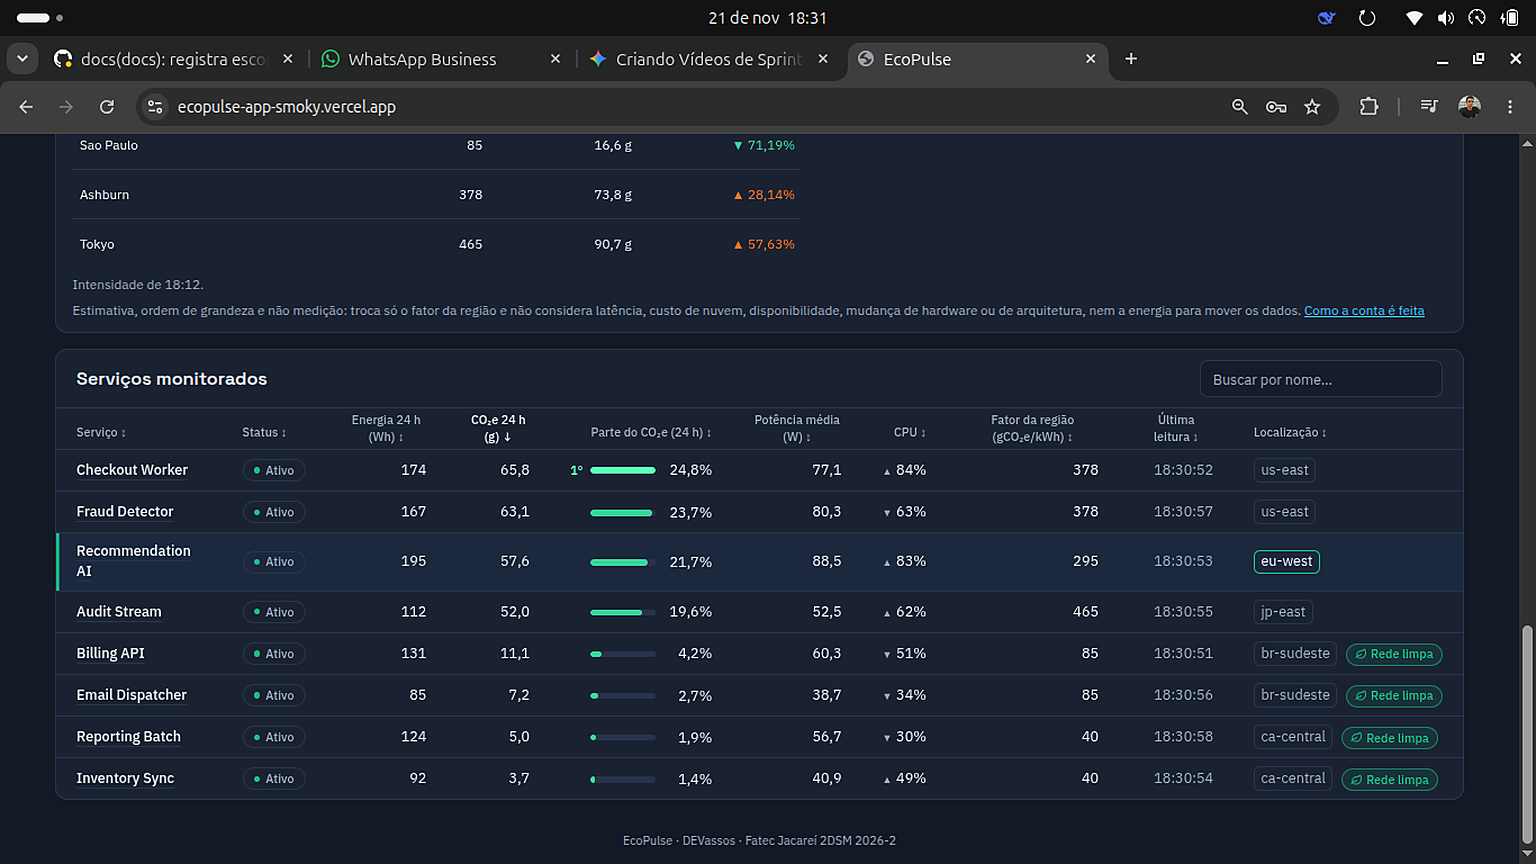 21 de nov 18:31
docs(docs): registra esco
WhatsApp Business
Criando Vídeos de Sprint
EcoPulse
ecopulse-app-smoky.vercel.app
Sao Paulo 85 16,6 g ▼ 71,19%
Ashburn 378 73,8 g ▲ 28,14%
Tokyo 465 90,7 g ▲ 57,63%
Intensidade de 18:12.
Estimativa, ordem de grandeza e não medição: troca só o fator da região e não considera latência, custo de nuvem, disponibilidade, mudança de hardware ou de arquitetura, nem a energia para mover os dados. Como a conta é feita
Serviços monitorados
Buscar por nome...
Serviço ↕ Status ↕ Energia 24 h (Wh) ↕ CO₂e 24 h (g) ↓ Parte do CO₂e (24 h) ↕ Potência média (W) ↕ CPU ↕ Fator da região (gCO₂e/kWh) ↕ Última leitura ↕ Localização ↕
Checkout Worker Ativo 174 65,8 1º 24,8% 77,1 ▲ 84% 378 18:30:52 us-east
Fraud Detector Ativo 167 63,1 23,7% 80,3 ▼ 63% 378 18:30:57 us-east
Recommendation AI Ativo 195 57,6 21,7% 88,5 ▲ 83% 295 18:30:53 eu-west
Audit Stream Ativo 112 52,0 19,6% 52,5 ▲ 62% 465 18:30:55 jp-east
Billing API Ativo 131 11,1 4,2% 60,3 ▼ 51% 85 18:30:51 br-sudeste Rede limpa
Email Dispatcher Ativo 85 7,2 2,7% 38,7 ▼ 34% 85 18:30:56 br-sudeste Rede limpa
Reporting Batch Ativo 124 5,0 1,9% 56,7 ▼ 30% 40 18:30:58 ca-central Rede limpa
Inventory Sync Ativo 92 3,7 1,4% 40,9 ▲ 49% 40 18:30:54 ca-central Rede limpa
EcoPulse · DEVassos · Fatec Jacareí 2DSM 2026-2